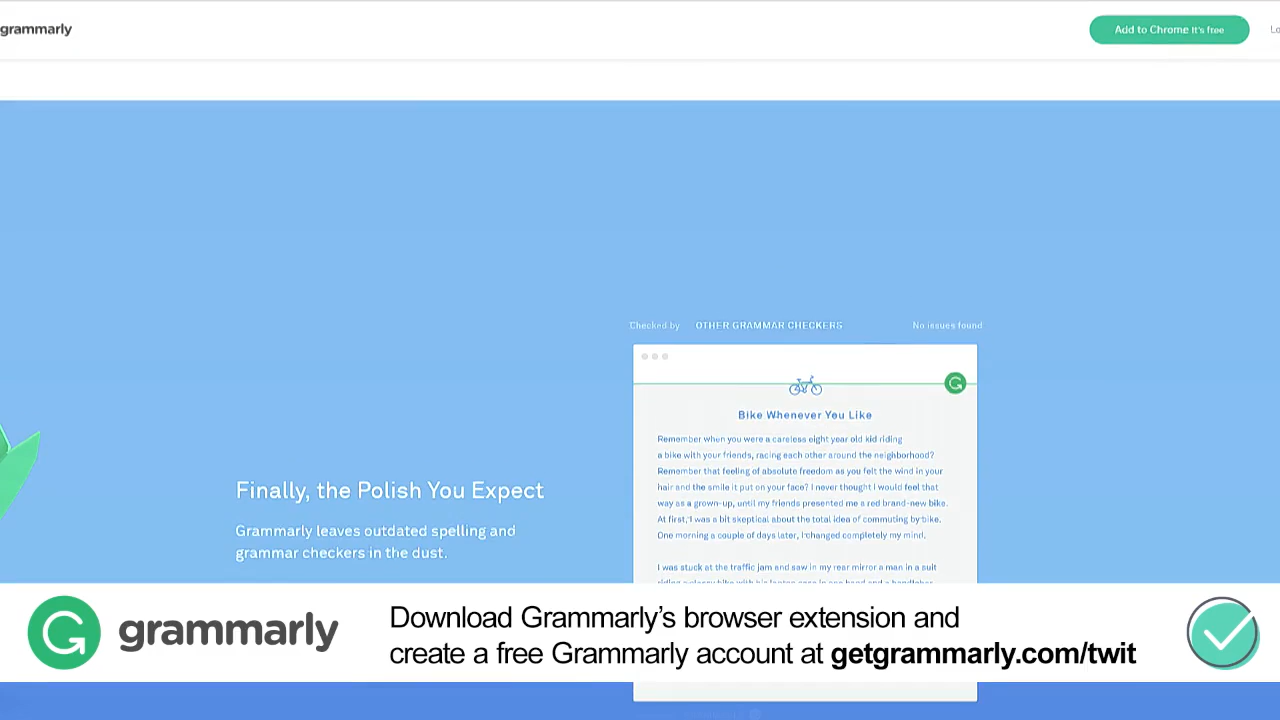 grammarly
Add to Chrome It's free
Checked by OTHER GRAMMAR CHECKERS No issues found
Bike Whenever You Like
Remember when you were a careless eight year old kid riding
a bike with your friends, racing each other around the neighborhood?
Remember that feeling of absolute freedom as you felt the wind in your
hair and the smile it put on your face? I never thought I would feel that
way as a grown-up, until my friends presented me a red brand-new bike.
At first, I was a bit skeptical about the total idea of commuting by bike.
One morning a couple of days later, I changed completely my mind.
I was stuck at the traffic jam and saw in my rear mirror a man in a suit
Finally, the Polish You Expect
Grammarly leaves outdated spelling and
grammar checkers in the dust.
grammarly
Download Grammarly's browser extension and
create a free Grammarly account at getgrammarly.com/twit